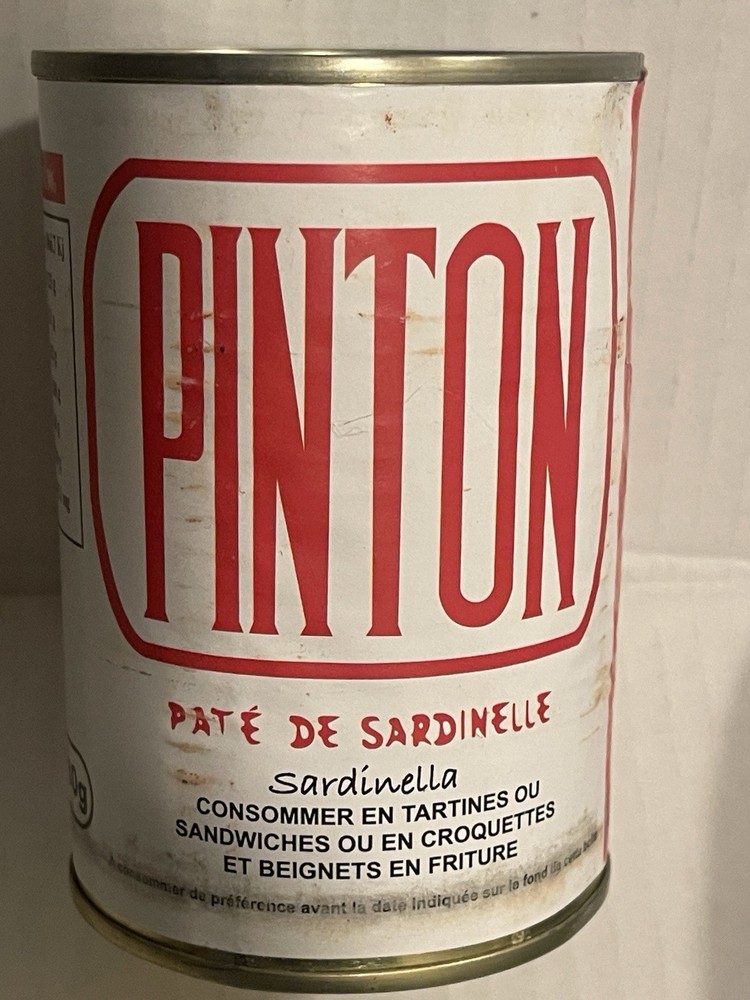 PINTON
PATÉ DE SARDINELLE
Sardinella
CONSOMMER EN TARTINES OU
SANDWICHES OU EN CROQUETTES
ET BEIGNETS EN FRITURE
A consommer de préférence avant la date indiquée sur le fond de cette boîte